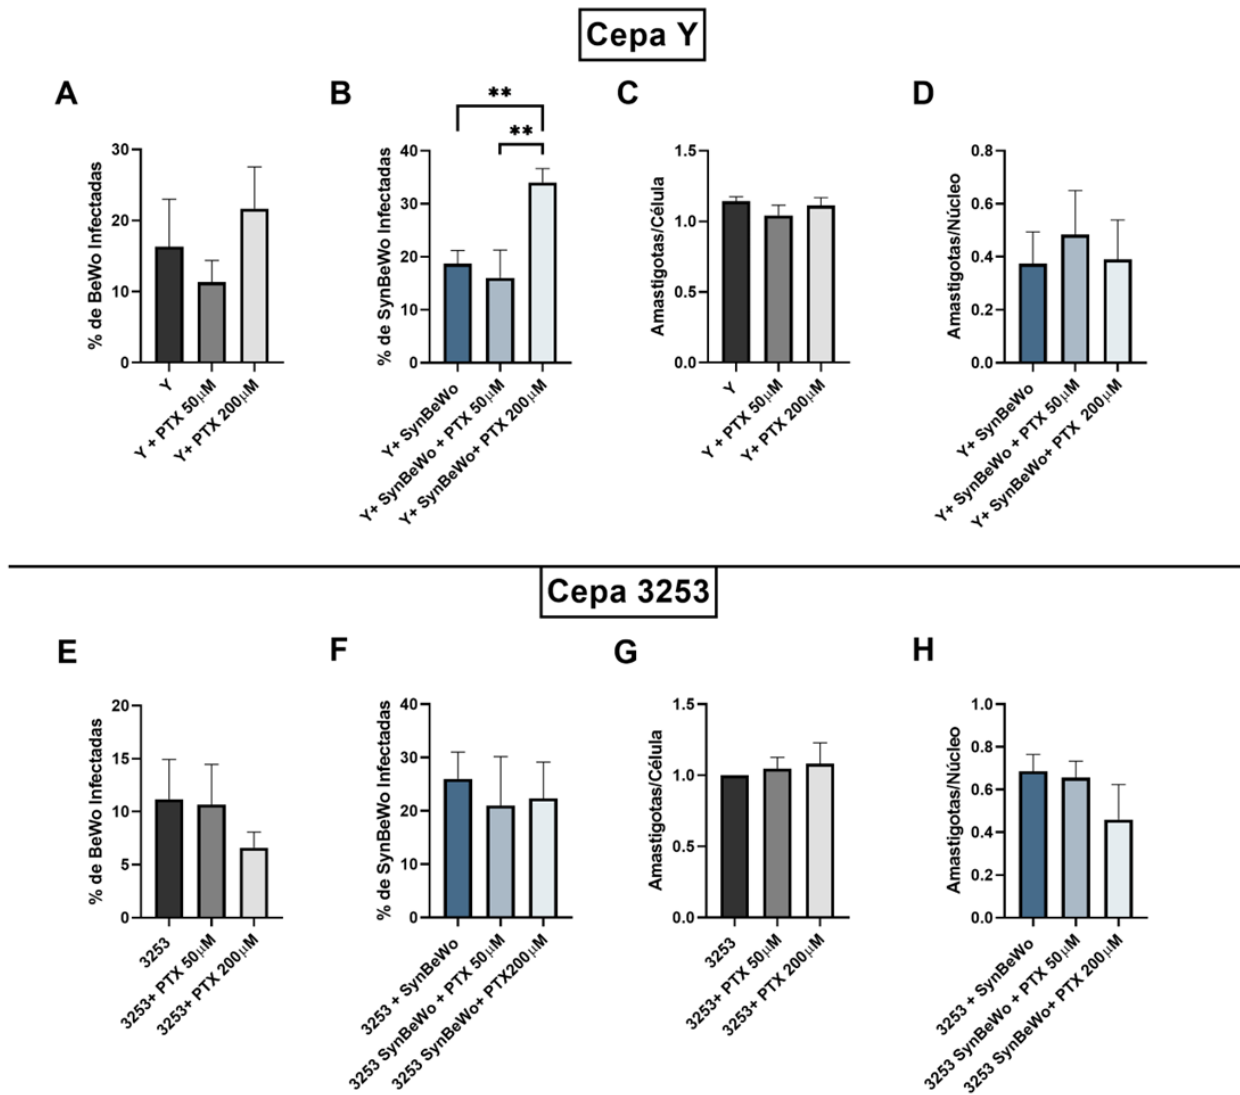 Cepa Y
A
% de BeWo Infectadas
30
20
10
0
Y
Y + PTX 50μM
Y+ PTX 200μM
B
% de SynBeWo Infectadas
**
**
40
30
20
10
0
Y+ SynBeWo
Y+ SynBeWo + PTX 50μM
Y+ SynBeWo+ PTX 200μM
C
Amastigotas/Célula
1.5
1.0
0.5
0.0
Y
Y + PTX 50μM
Y+ PTX 200μM
D
Amastigotas/Núcleo
0.8
0.6
0.4
0.2
0.0
Y+ SynBeWo
Y+ SynBeWo + PTX 50μM
Y+ SynBeWo+ PTX 200μM
Cepa 3253
E
% de BeWo Infectadas
20
15
10
5
0
3253
3253+ PTX 50μM
3253+ PTX 200μM
F
% de SynBeWo Infectadas
40
30
20
10
0
3253 + SynBeWo
3253 SynBeWo + PTX 50μM
3253 SynBeWo+ PTX200μM
G
Amastigotas/Célula
1.5
1.0
0.5
0.0
3253
3253+ PTX 50μM
3253+ PTX 200μM
H
Amastigotas/Núcleo
1.0
0.8
0.6
0.4
0.2
0.0
3253 + SynBeWo
3253 SynBeWo + PTX 50μM
3253 SynBeWo+ PTX 200μM